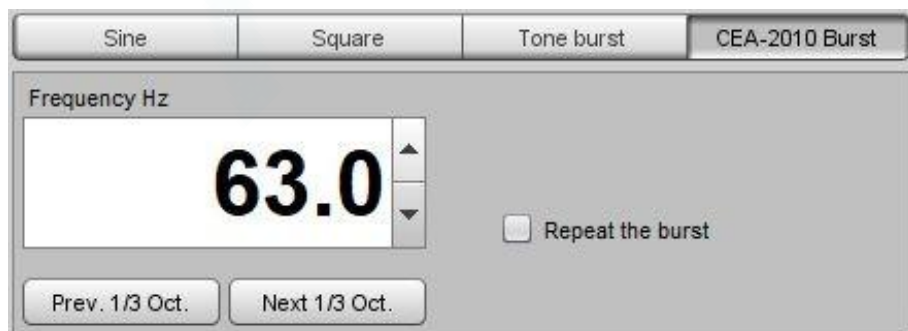 Sine Square Tone burst CEA-2010 Burst
Frequency Hz
63.0
Repeat the burst
Prev. 1/3 Oct. Next 1/3 Oct.